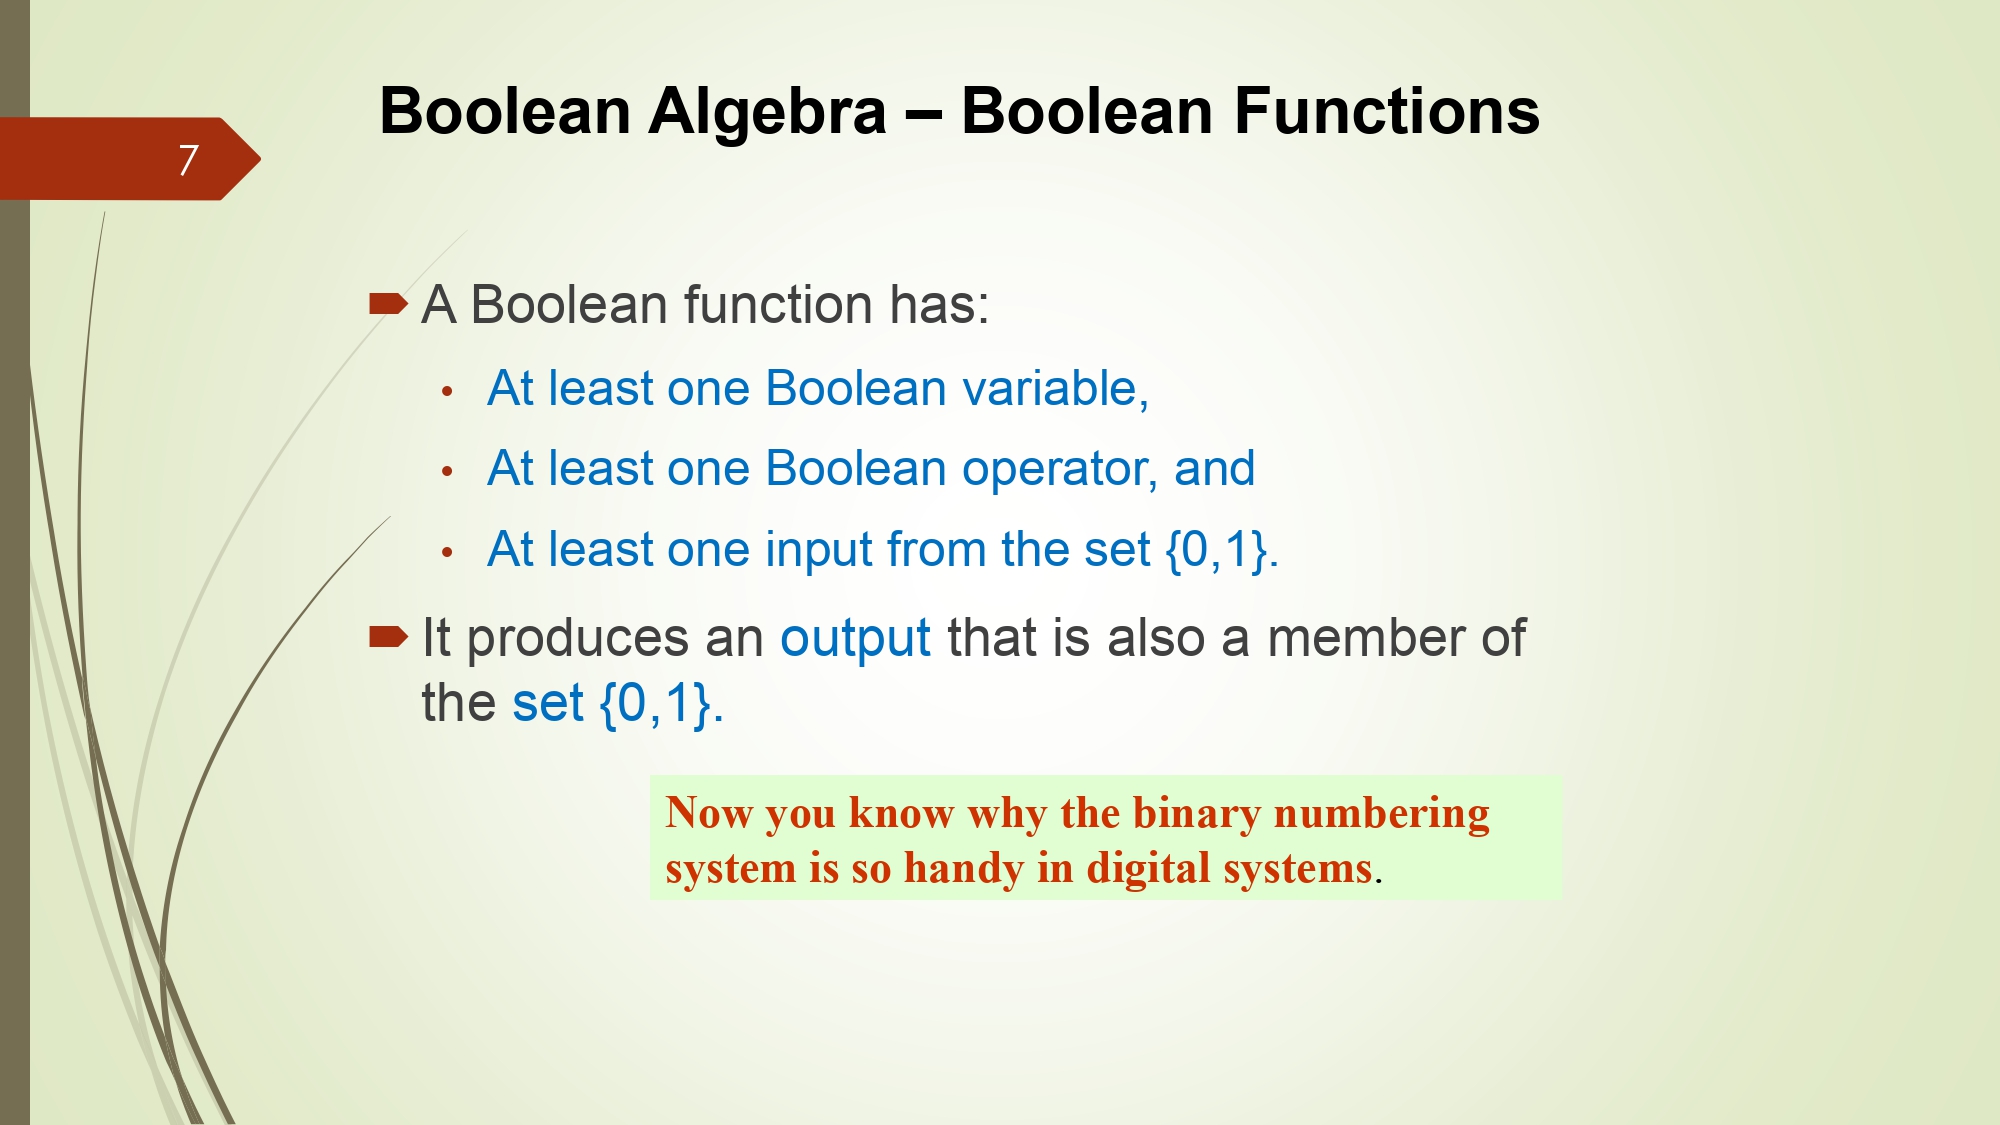 Boolean Algebra – Boolean Functions
7
A Boolean function has:
• At least one Boolean variable,
• At least one Boolean operator, and
• At least one input from the set {0,1}.
It produces an output that is also a member of
the set {0,1}.
Now you know why the binary numbering
system is so handy in digital systems.